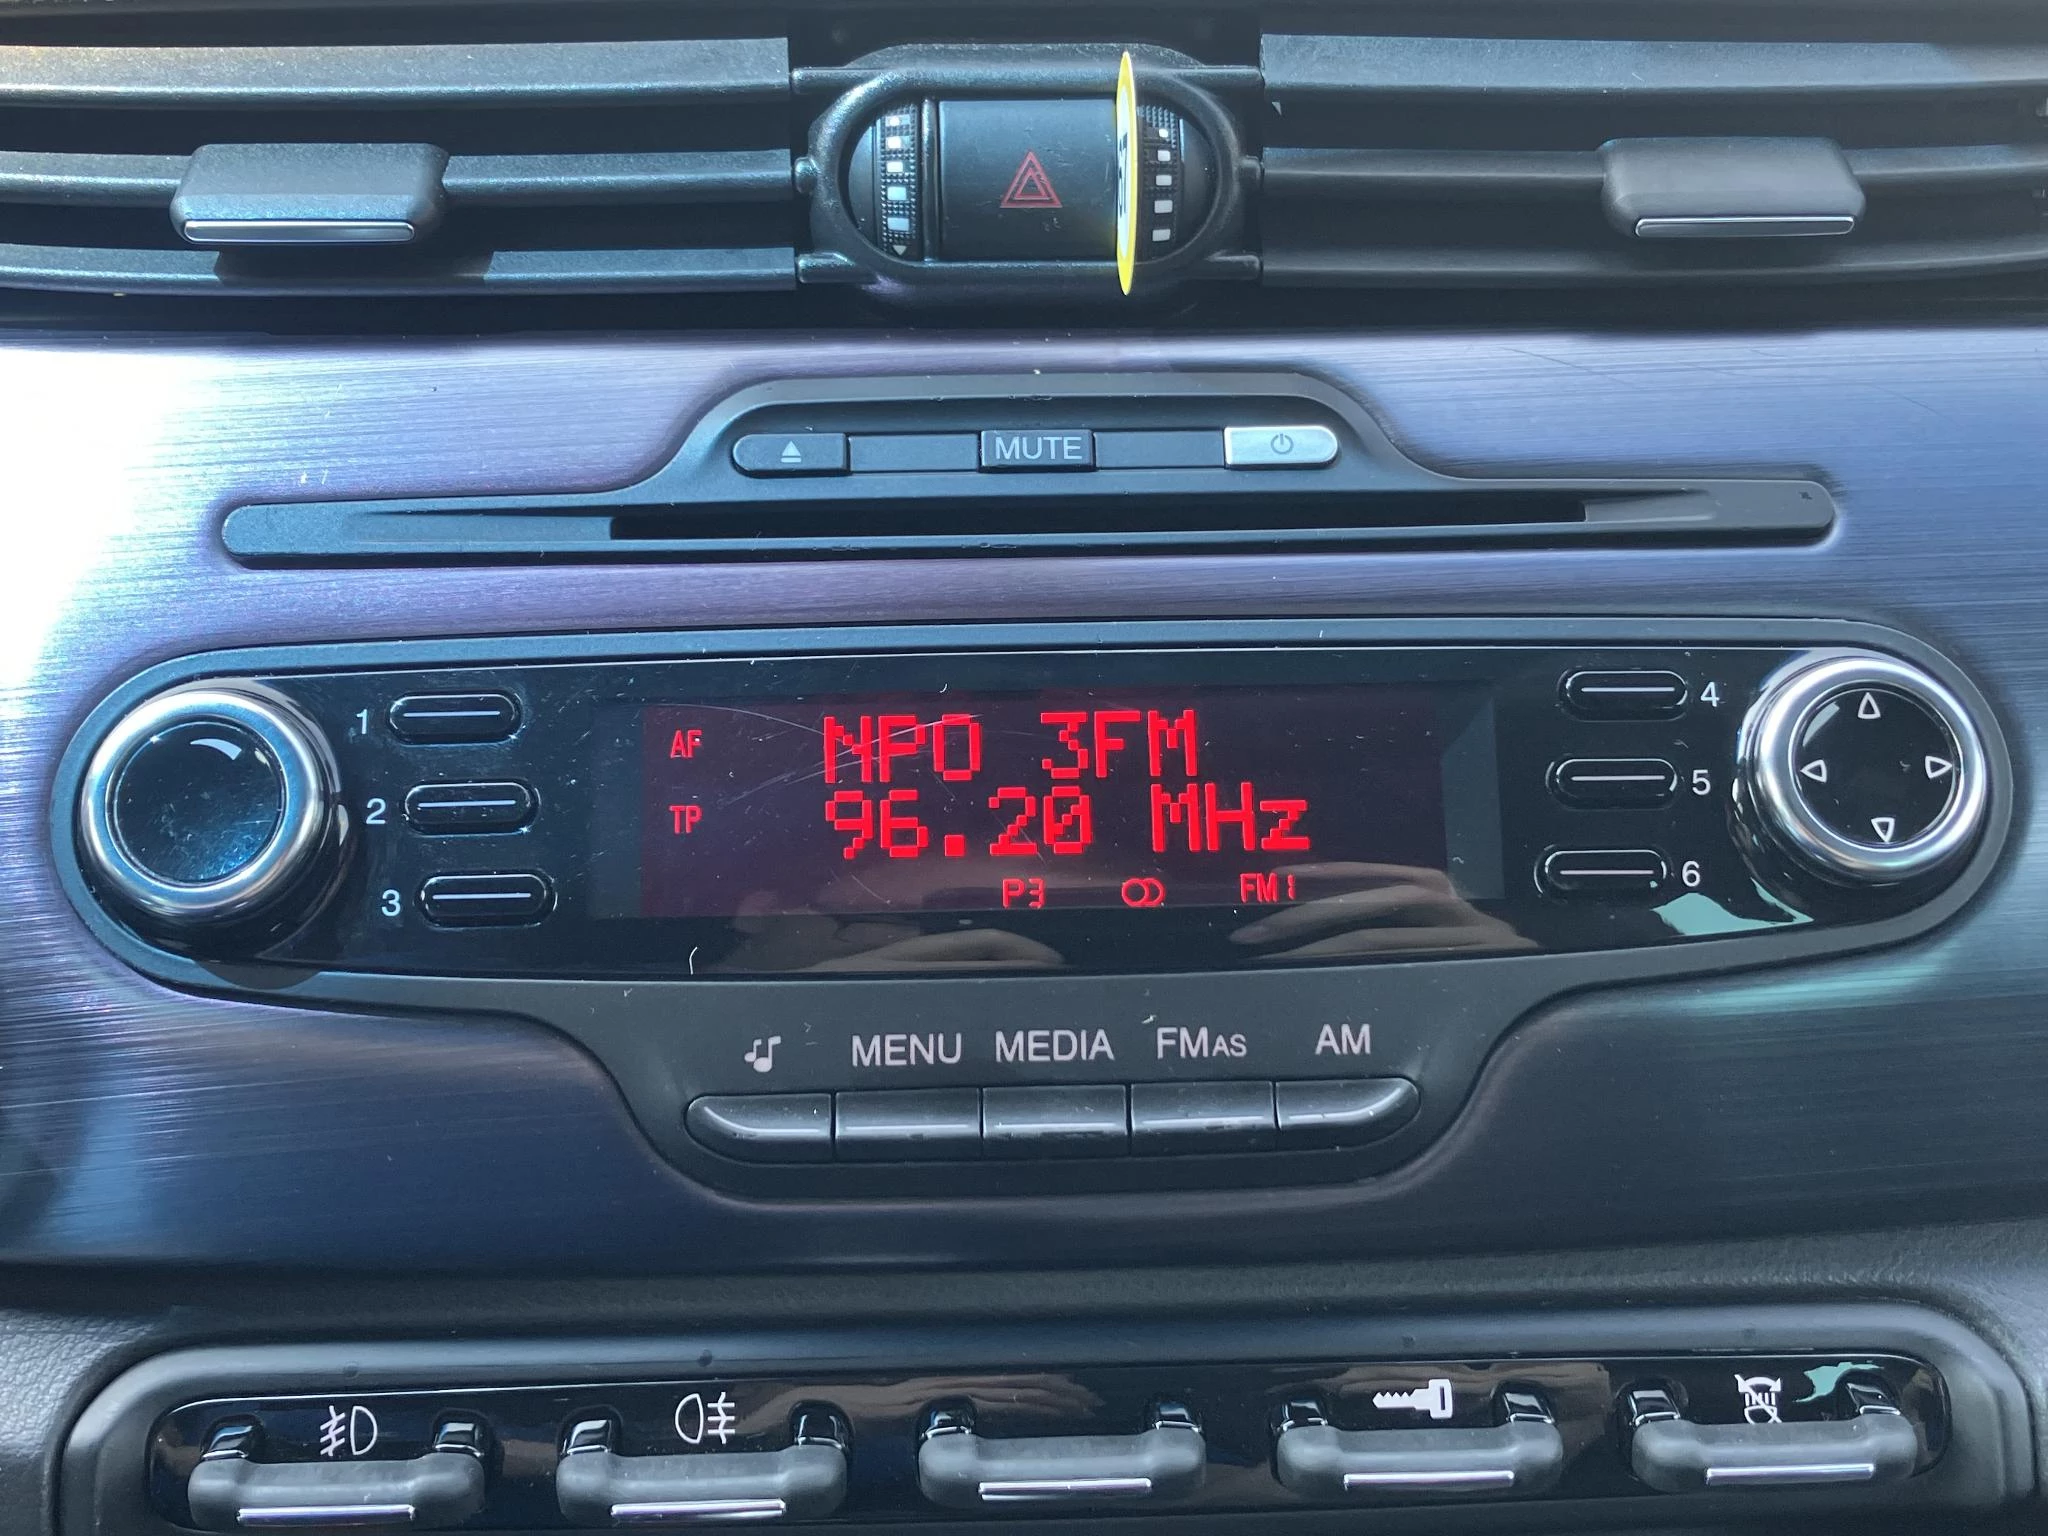 MUTE
1
2
3
AF
TP
NPO 3FM
96.20 MHz
P3 FM1
4
5
6
MENU MEDIA FMAS AM